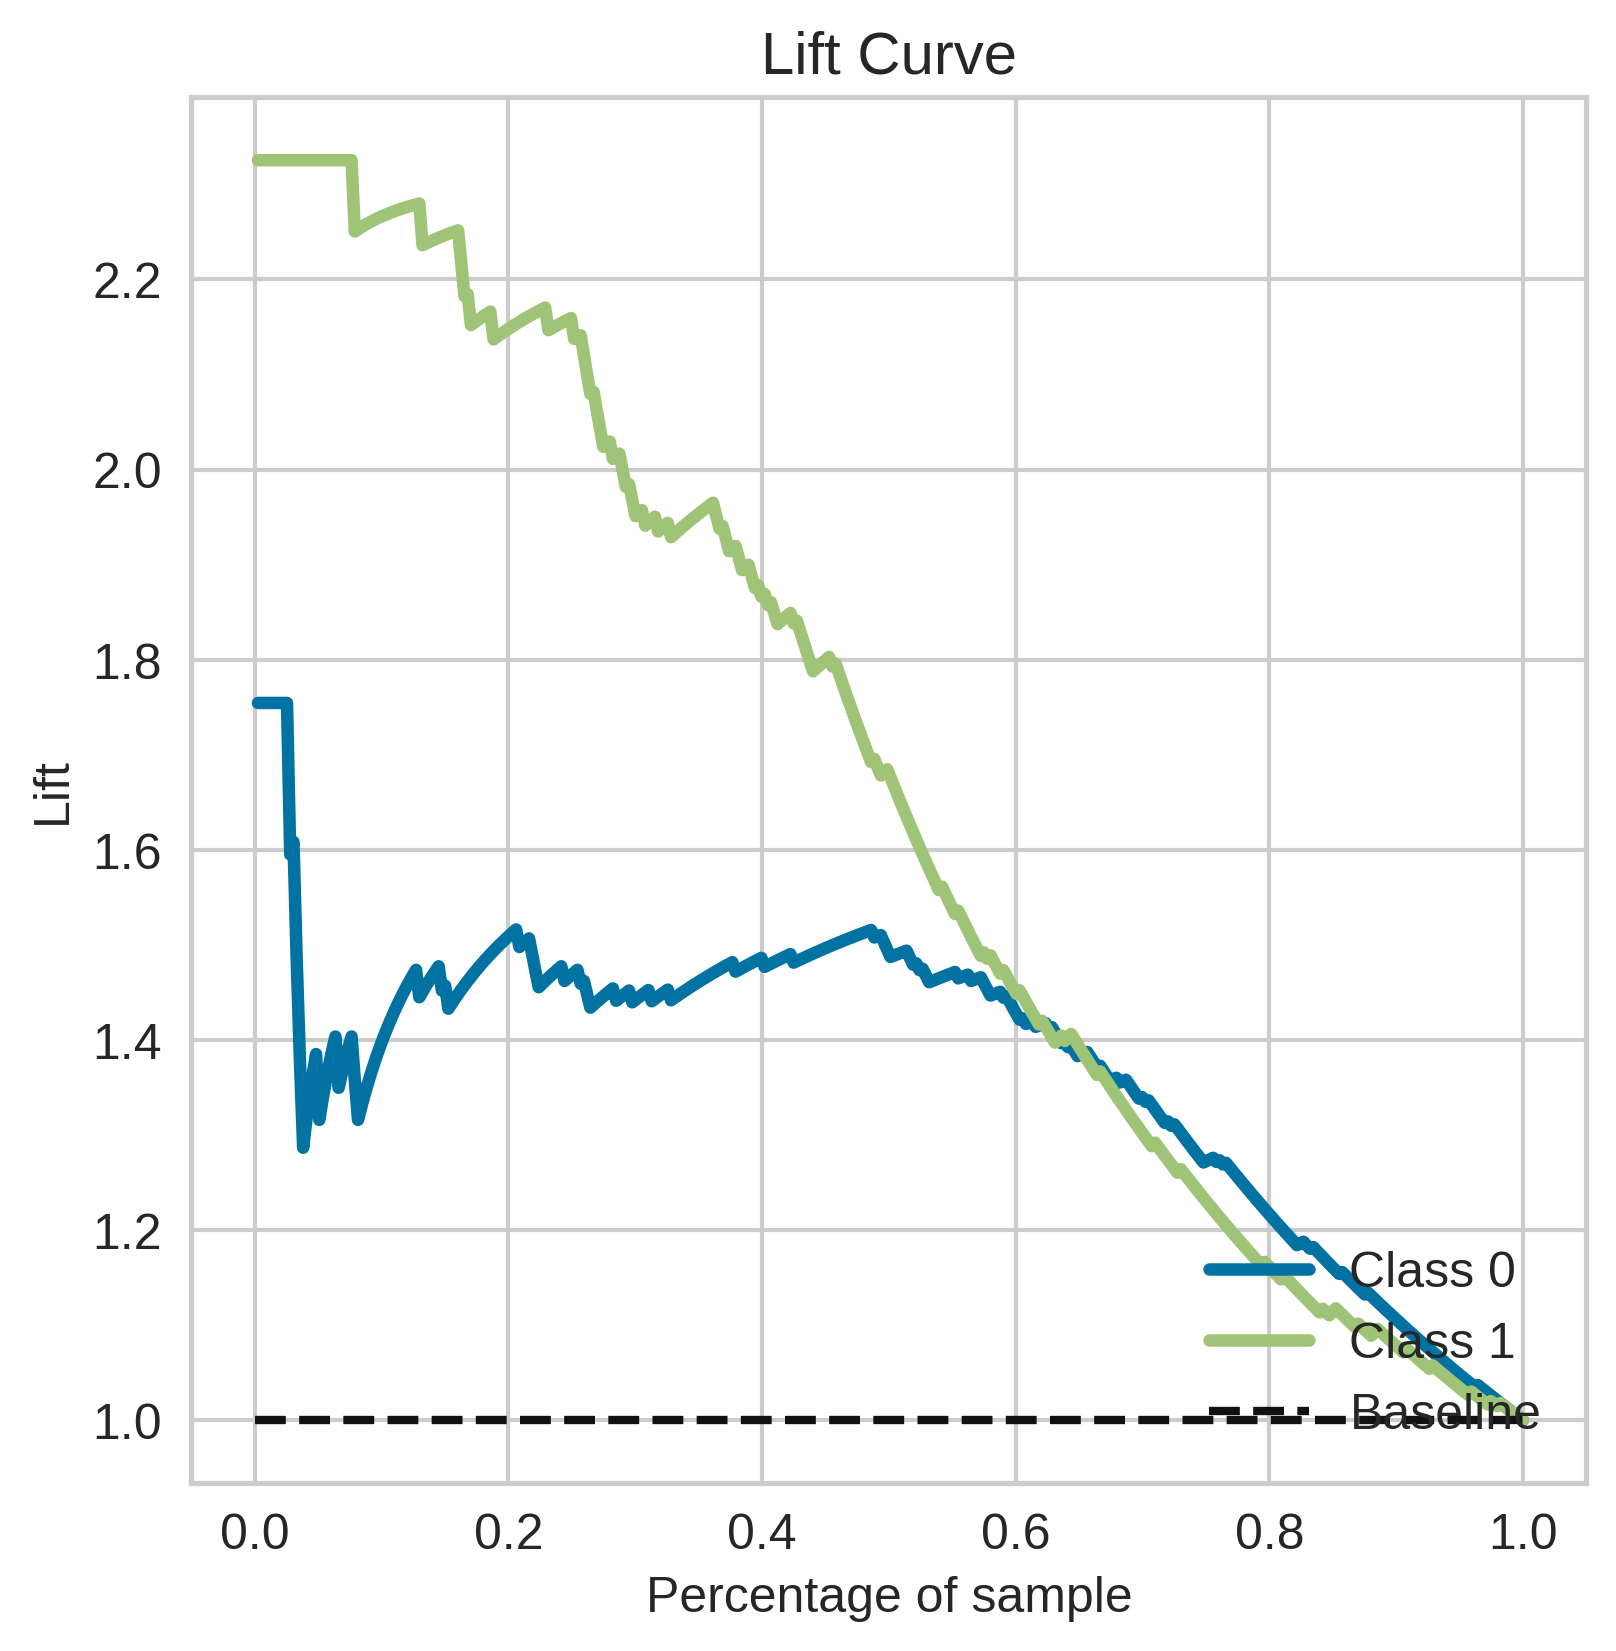 Lift Curve
2.2
2.0
1.8
1.6
1.4
1.2
1.0
Lift
Class 0
Class 1
Baseline
0.0 0.2 0.4 0.6 0.8 1.0
Percentage of sample